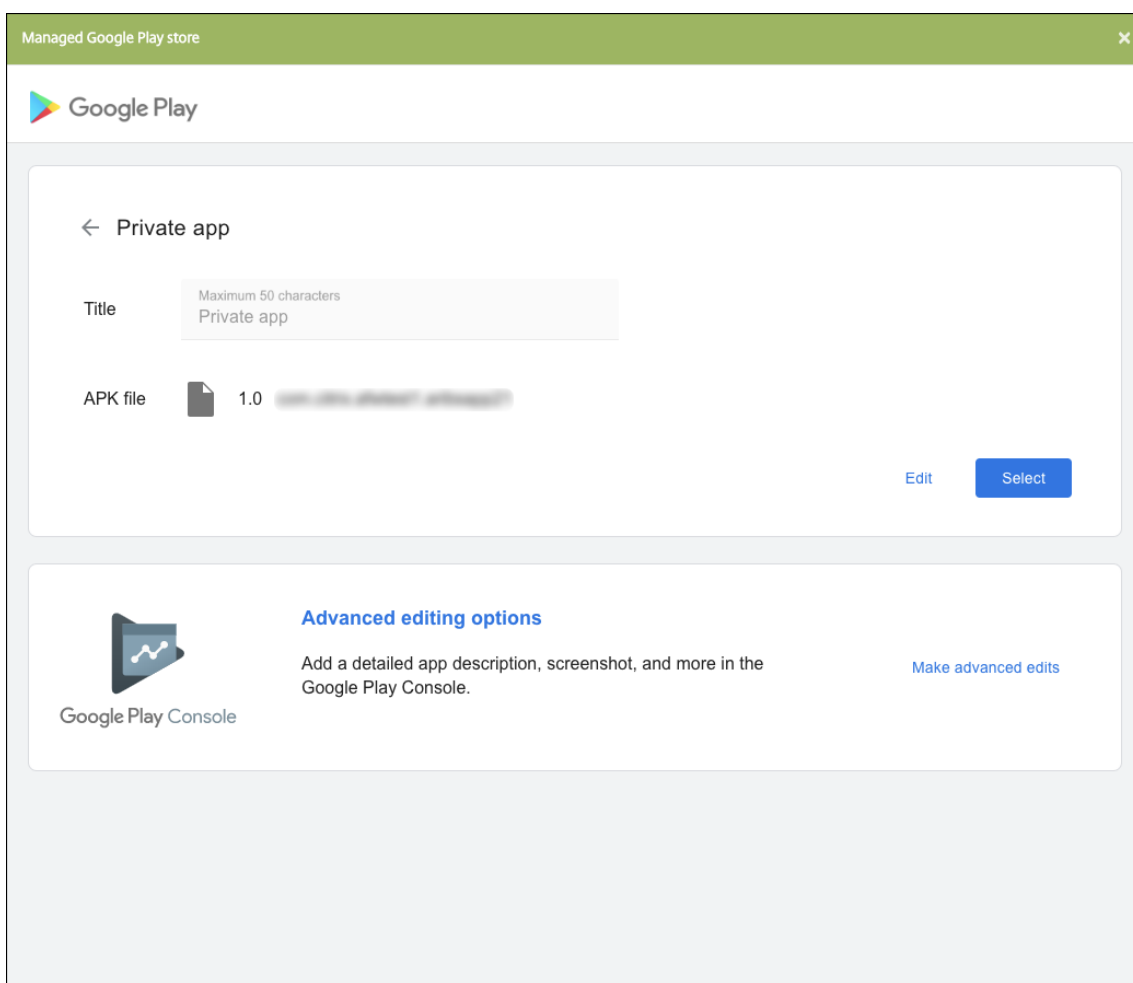 Managed Google Play store
Google Play
Private app
Title
Maximum 50 characters
Private app
APK file
1.0
Edit
Select
Advanced editing options
Add a detailed app description, screenshot, and more in the
Google Play Console.
Make advanced edits
Google Play Console